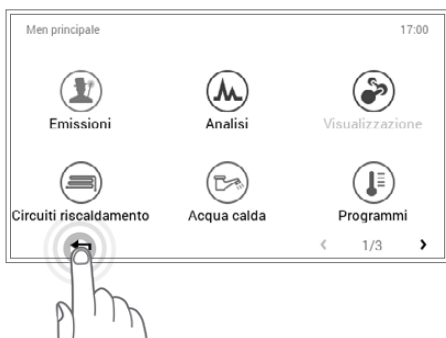 Men principale 17:00
Emissioni Analisi Visualizzazione
Circuiti riscaldamento Acqua calda Programmi
1/3